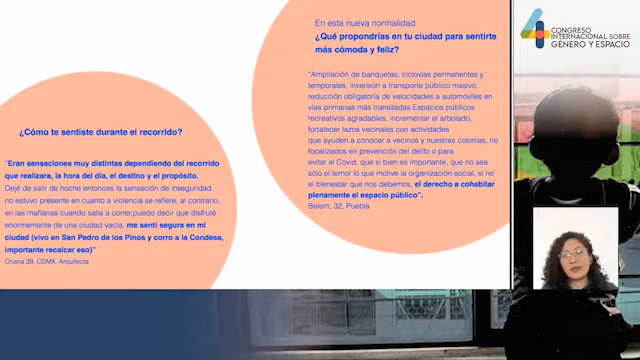 ¿Cómo te sentiste durante el recorrido?
"Eran sensaciones muy distintas dependiendo del recorrido
que realizara, la hora del día, el destino y el propósito.
Dejé de salir de noche entonces la sensación de inseguridad
no estuvo presente en cuanto a violencia se refiere, al contrario,
en las mañanas cuando salía a correr,puedo decir que disfruté
enormemente de una ciudad vacía, me sentí segura en mi
ciudad (vivo en San Pedro de los Pinos y corro a la Condesa,
importante recalcar eso)"
Oriana 39, CDMX, Arquitecta
En esta nueva normalidad
¿Qué propondrías en tu ciudad para sentirte
más cómoda y feliz?
"Ampliación de banquetas, ciclovías permanentes y
temporales, inversión a transporte público masivo,
reducción obligatoria de velocidades a automóviles en
vías primarias más transitadas.Espacios públicos
recreativos agradables, incrementar el arbolado,
fortalecer lazos vecinales con actividades
que ayuden a conocer a vecinos y nuestras colonias, no
focalizados en prevención del delito o para
evitar el Covid, que si bien es importante, que no sea
sólo el temor lo que motive la organización social, si no
el bienestar que nos debemos, el derecho a cohabitar
plenamente el espacio público".
Belem, 32, Puebla
4 CONGRESO
INTERNACIONAL SOBRE
GÉNERO Y ESPACIO